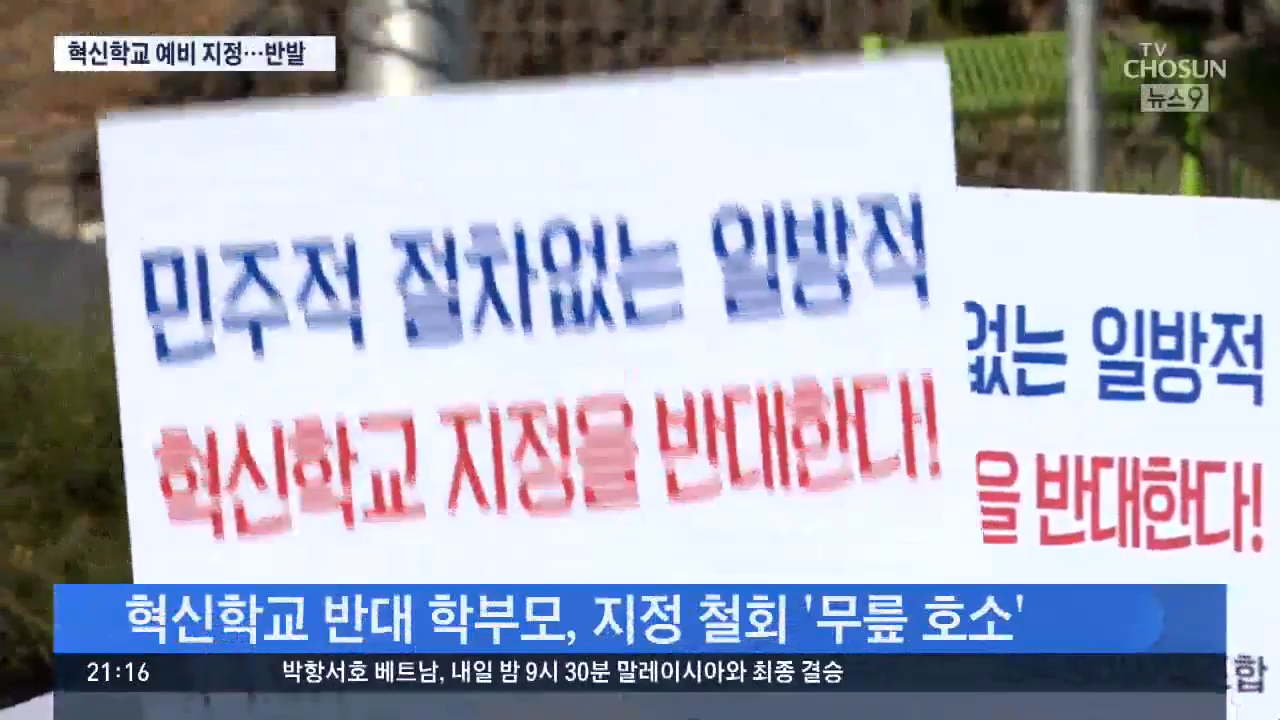 혁신학교 예비 지정…반발
TV
CHOSUN
뉴스9
민주적 절차없는 일방적
혁신학교 지정을 반대한다!
없는 일방적
을 반대한다!
혁신학교 반대 학부모, 지정 철회 '무릎 호소'
21:16 박항서호 베트남, 내일 밤 9시 30분 말레이시아와 최종 결승
합